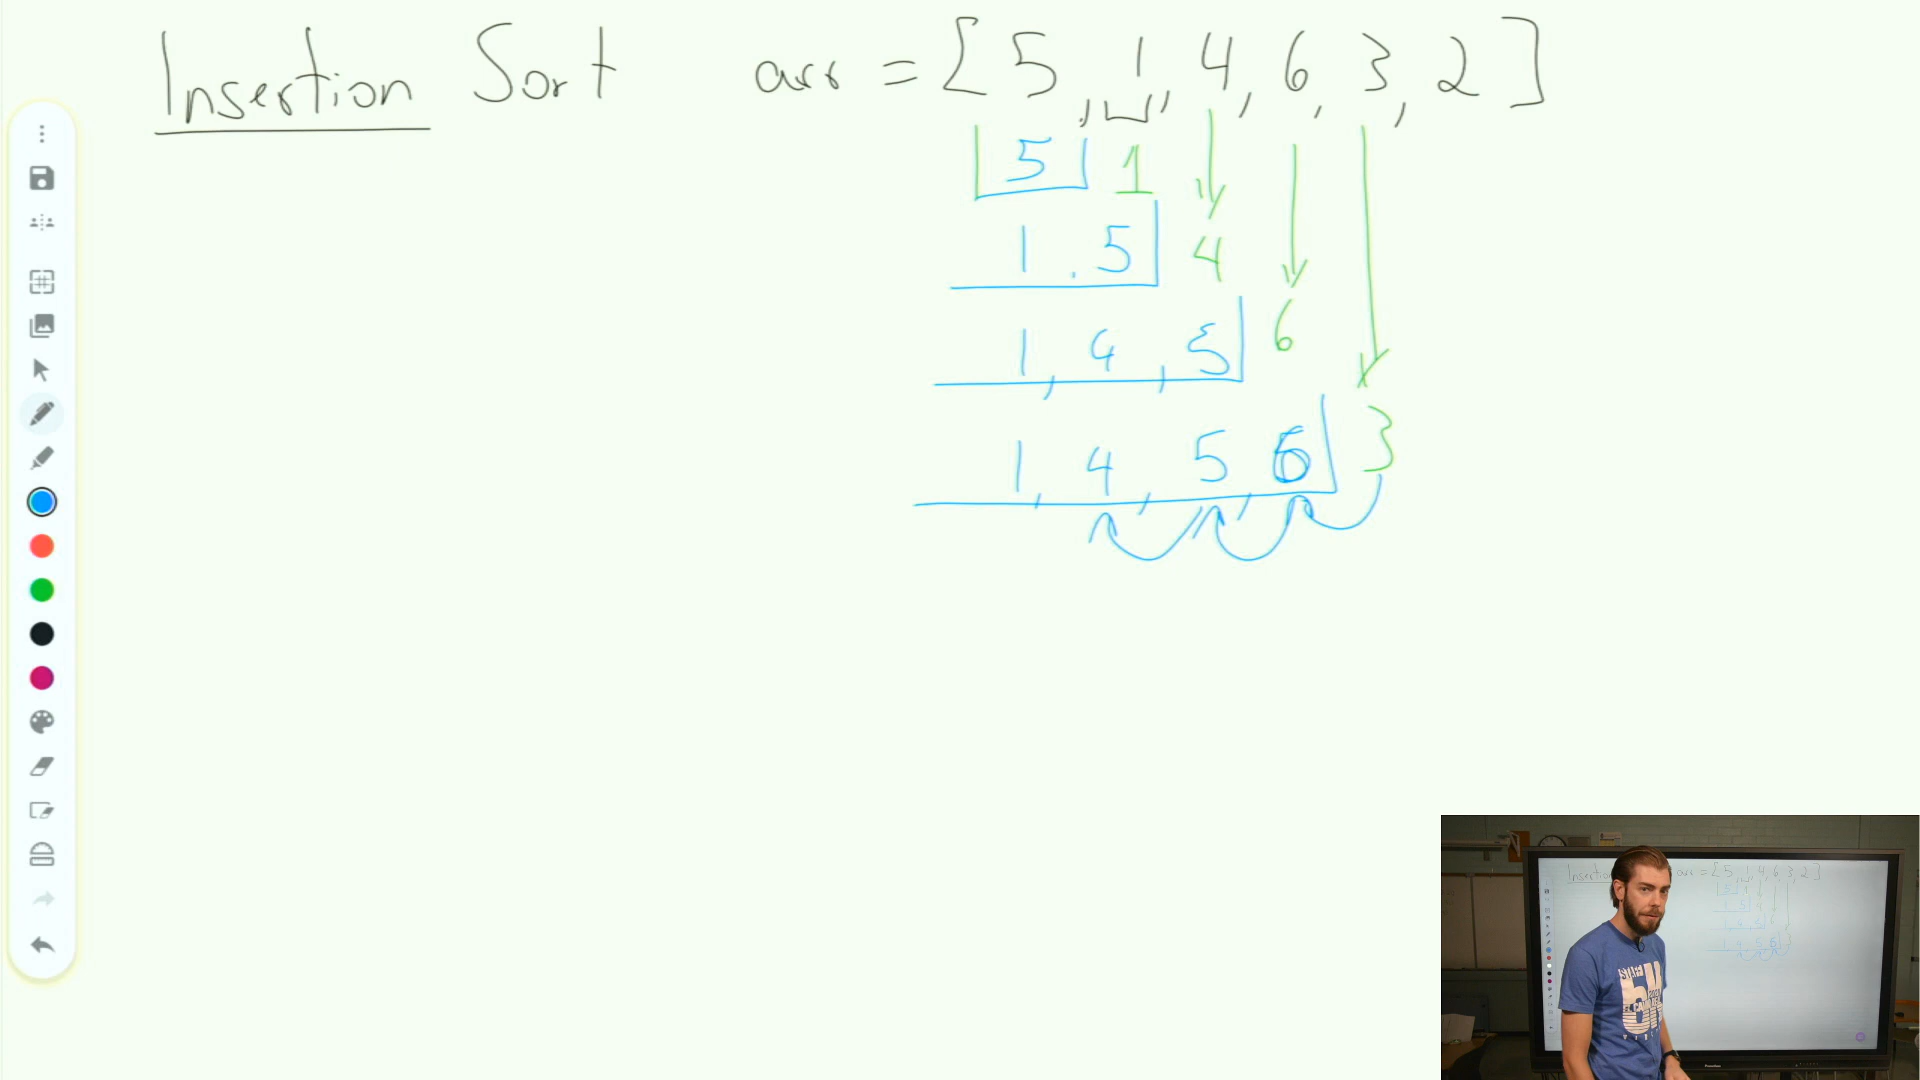 Insertion Sort arr = [ 5, 1, 4, 6, 3, 2 ]
5 1
1 . 5 4
1, 4, 5 6
1, 4, 5, 6 3